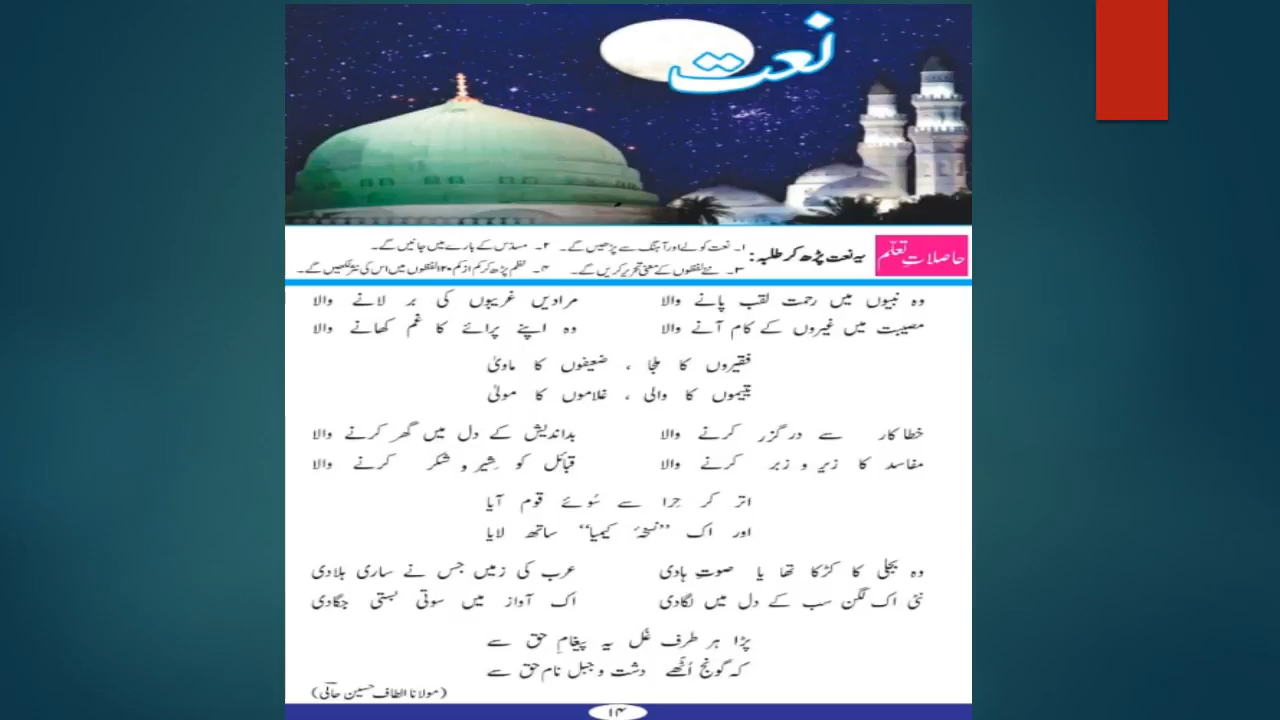 نعت
حاصلاتِ تعلّم
یہ نعت پڑھ کر طلبہ:
۱۔ نعت کو لے اور آہنگ سے پڑھیں گے۔ ۲۔ مسدّس کے بارے میں جانیں گے۔
۳۔ نئے لفظوں کے معنی تحریر کریں گے۔ ۴۔ نظم پڑھ کر کم از کم ۱۲۰ لفظوں میں اس کی نثر لکھیں گے۔
وہ نبیوں میں رحمت لقب پانے والا مرادیں غریبوں کی بر لانے والا
مصیبت میں غیروں کے کام آنے والا وہ اپنے پرائے کا غم کھانے والا
فقیروں کا ملجا ، ضعیفوں کا ماویٰ
یتیموں کا والی ، غلاموں کا مولیٰ
خطا کار سے درگزر کرنے والا بداندیش کے دل میں گھر کرنے والا
مفاسد کا زیر و زبر کرنے والا قبائل کو شِیر و شکر کرنے والا
اتر کر حِرا سے سُوئے قوم آیا
اور اک ”نسخۂ کیمیا“ ساتھ لایا
وہ بجلی کا کڑکا تھا یا صوتِ ہادی عرب کی زمیں جس نے ساری ہلادی
نئی اک لگن سب کے دل میں لگادی اک آواز میں سوتی بستی جگادی
پڑا ہر طرف غُل یہ پیغامِ حق سے
کہ گونج اُٹھے دشت و جبل نامِ حق سے
(مولانا الطاف حسین حالیؔ)
۱۴